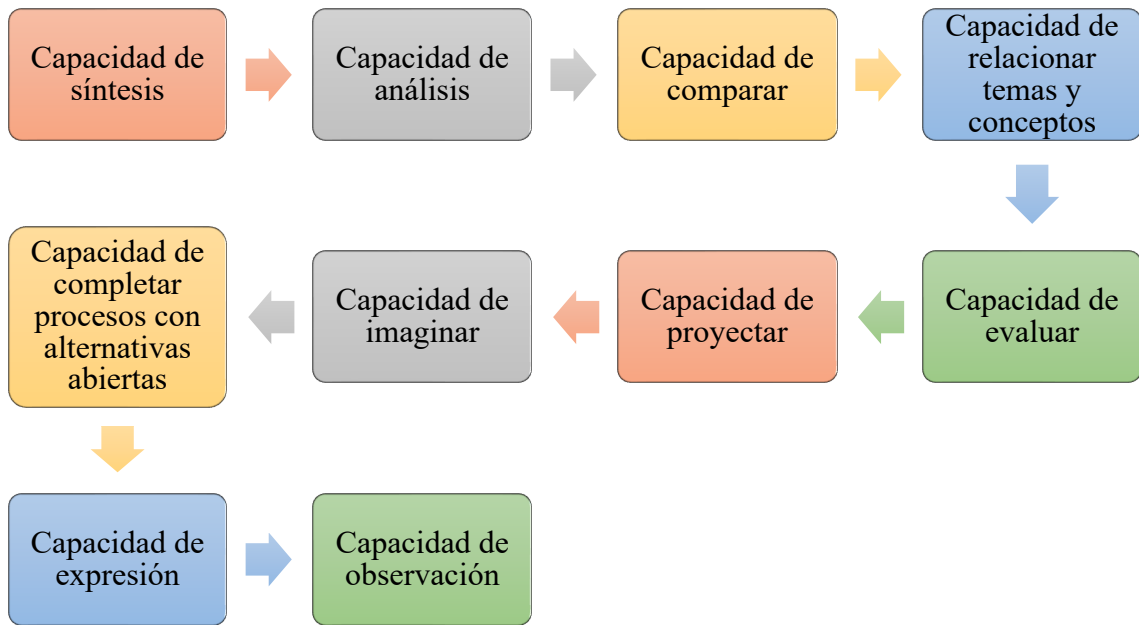 Capacidad de
síntesis
Capacidad de
análisis
Capacidad de
comparar
Capacidad de
relacionar
temas y
conceptos
Capacidad de
evaluar
Capacidad de
proyectar
Capacidad de
imaginar
Capacidad de
completar
procesos con
alternativas
abiertas
Capacidad de
expresión
Capacidad de
observación